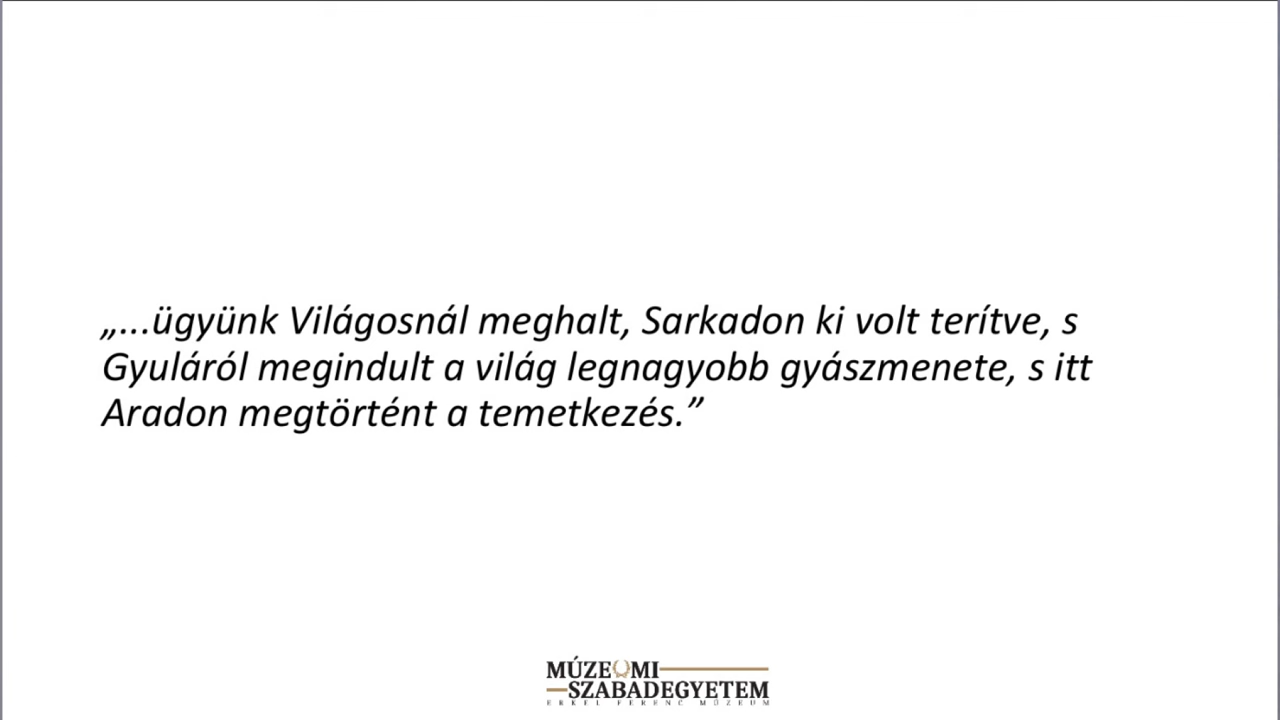 „...ügyünk Világosnál meghalt, Sarkadon ki volt terítve, s
Gyuláról megindult a világ legnagyobb gyászmenete, s itt
Aradon megtörtént a temetkezés.”
MÚZEUMI
SZABADEGYETEM
ERKEL FERENC MÚZEUM